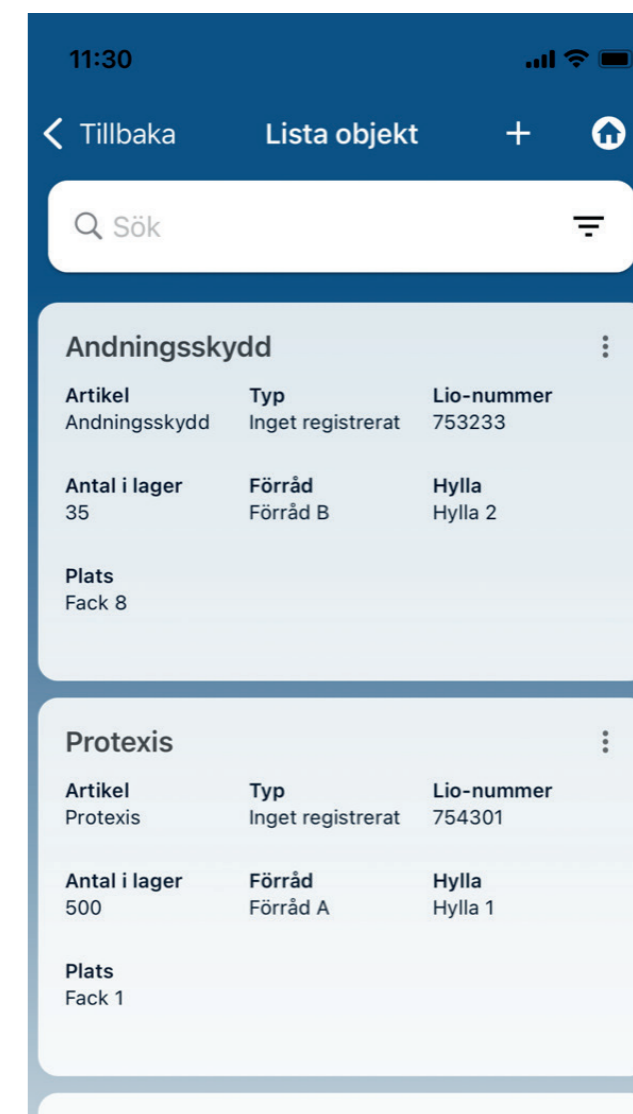 11:30
Tillbaka Lista objekt +
Sök
Andningsskydd
Artikel Typ Lio-nummer
Andningsskydd Inget registrerat 753233
Antal i lager Förråd Hylla
35 Förråd B Hylla 2
Plats
Fack 8
Protexis
Artikel Typ Lio-nummer
Protexis Inget registrerat 754301
Antal i lager Förråd Hylla
500 Förråd A Hylla 1
Plats
Fack 1